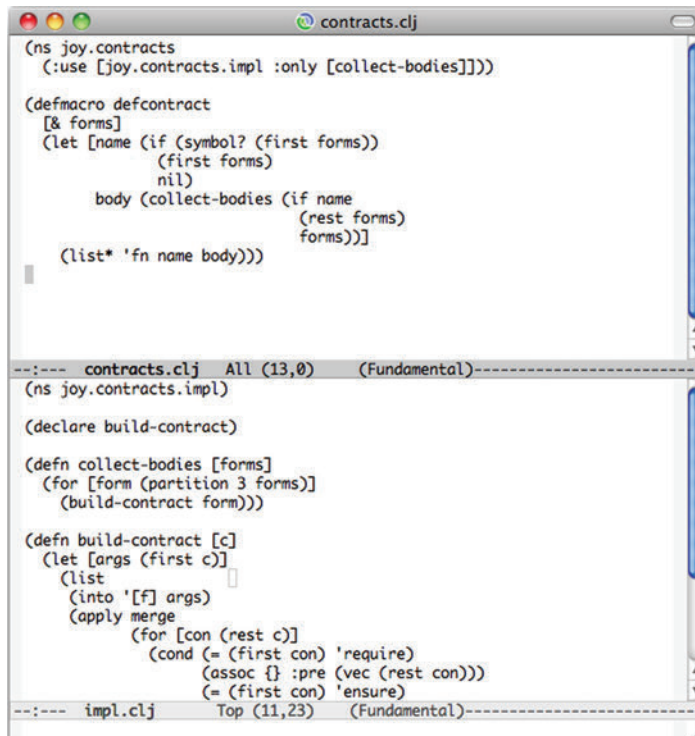 contracts.clj
(ns joy.contracts
  (:use [joy.contracts.impl :only [collect-bodies]]))
(defmacro defcontract
  [& forms]
  (let [name (if (symbol? (first forms))
               (first forms)
               nil)
        body (collect-bodies (if name
                               (rest forms)
                               forms))]
    (list* 'fn name body)))
--:---  contracts.clj   All (13,0)     (Fundamental)-------------------------
(ns joy.contracts.impl)
(declare build-contract)
(defn collect-bodies [forms]
  (for [form (partition 3 forms)]
    (build-contract form)))
(defn build-contract [c]
  (let [args (first c)]
    (list
     (into '[f] args)
     (apply merge
            (for [con (rest c)]
              (cond (= (first con) 'require)
                    (assoc {} :pre (vec (rest con)))
                    (= (first con) 'ensure)
--:---  impl.clj       Top (11,23)    (Fundamental)--------------------------